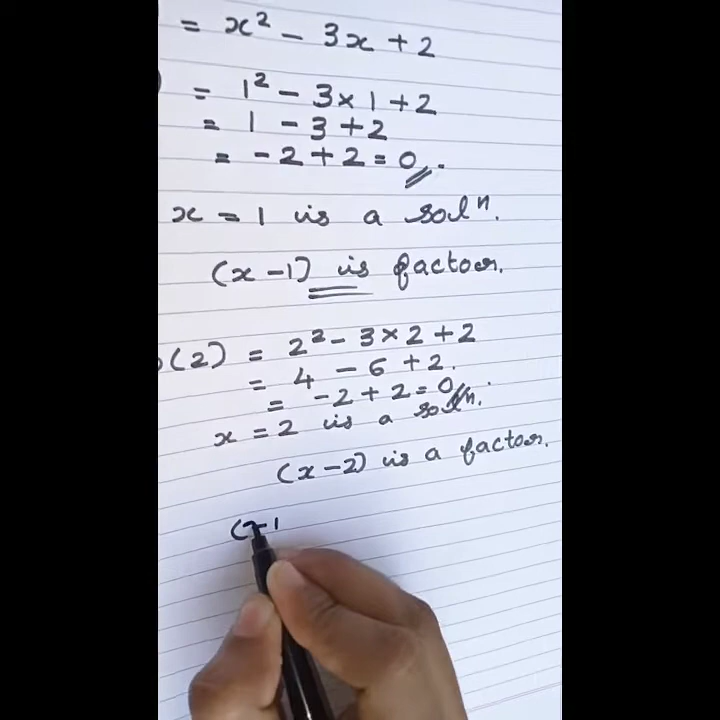 = x² - 3x + 2
) = 1² - 3 × 1 + 2
= 1 - 3 + 2
= -2 + 2 = 0.
x = 1 is a solⁿ.
(x - 1) is factor.
(2) = 2² - 3 × 2 + 2
= 4 - 6 + 2.
= -2 + 2 = 0
x = 2 is a solⁿ.
(x - 2) is a factor.
(x-1